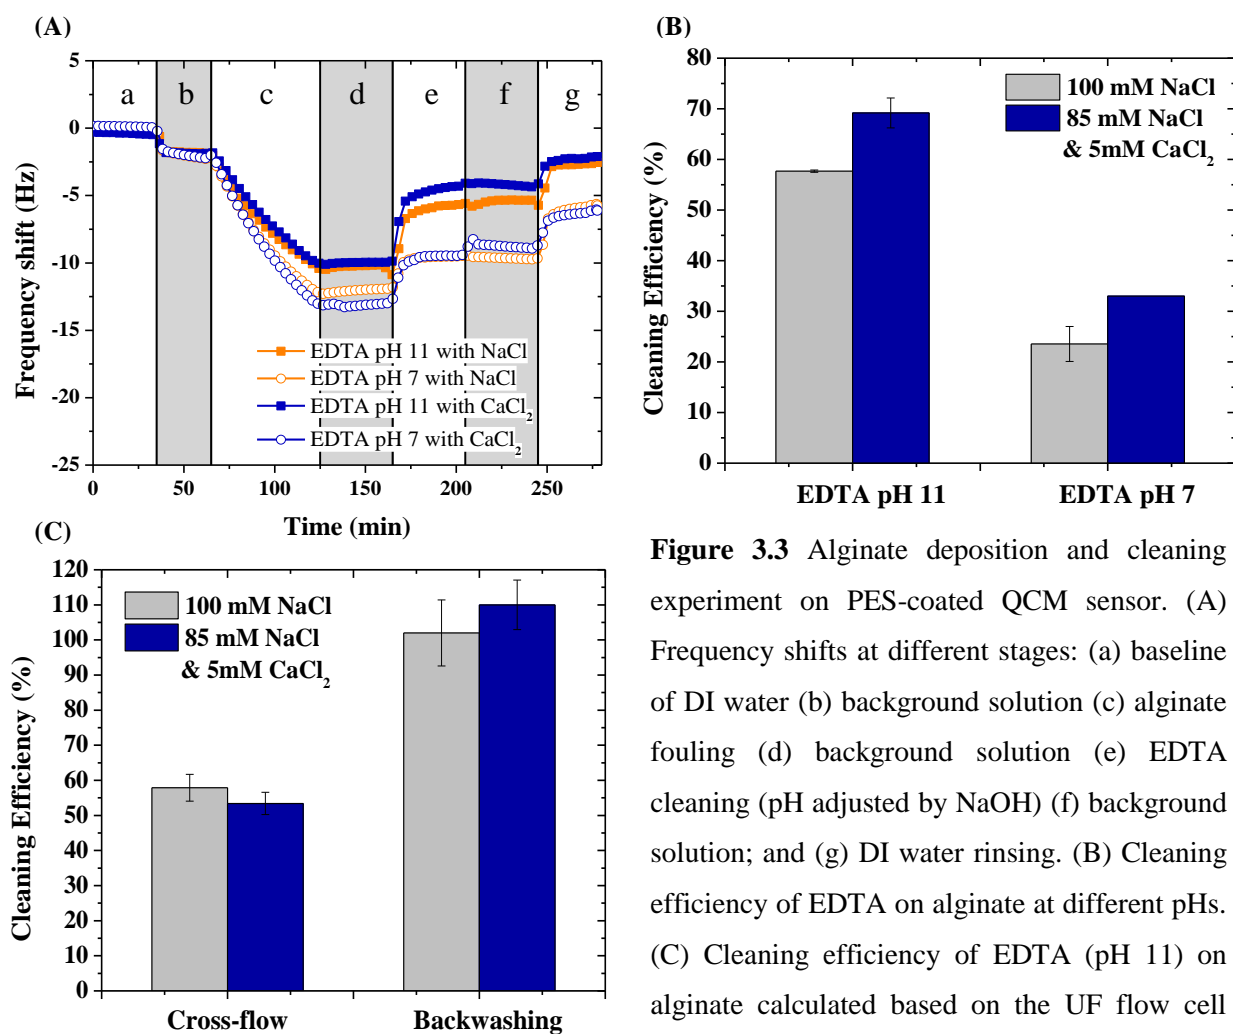 (A)
5
0
-5
-10
-15
-20
-25
Frequency shift (Hz)
a b c d e f g
EDTA pH 11 with NaCl
EDTA pH 7 with NaCl
EDTA pH 11 with CaCl2
EDTA pH 7 with CaCl2
0 50 100 150 200 250
Time (min)
(B)
80
70
60
50
40
30
20
10
0
Cleaning Efficiency (%)
100 mM NaCl
85 mM NaCl
& 5mM CaCl2
EDTA pH 11 EDTA pH 7
(C)
120
110
100
90
80
70
60
50
40
30
20
10
0
Cleaning Efficiency (%)
100 mM NaCl
85 mM NaCl
& 5mM CaCl2
Cross-flow Backwashing
Figure 3.3 Alginate deposition and cleaning
experiment on PES-coated QCM sensor. (A)
Frequency shifts at different stages: (a) baseline
of DI water (b) background solution (c) alginate
fouling (d) background solution (e) EDTA
cleaning (pH adjusted by NaOH) (f) background
solution; and (g) DI water rinsing. (B) Cleaning
efficiency of EDTA on alginate at different pHs.
(C) Cleaning efficiency of EDTA (pH 11) on
alginate calculated based on the UF flow cell